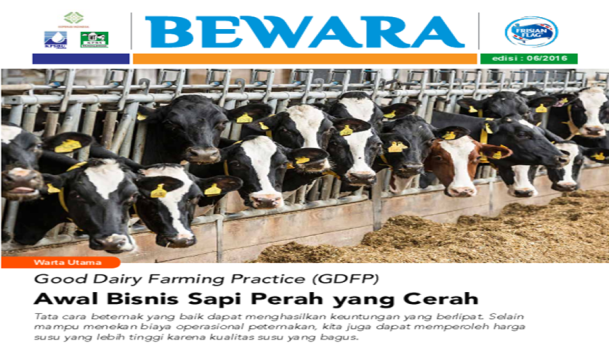 BEWARA
FRISIAN
FLAG
edisi : 06/2016
Warta Utama
Good Dairy Farming Practice (GDFP)
Awal Bisnis Sapi Perah yang Cerah
Tata cara beternak yang baik dapat menghasilkan keuntungan yang berlipat. Selain
mampu menekan biaya operasional peternakan, kita juga dapat memperoleh harga
susu yang lebih tinggi karena kualitas susu yang bagus.